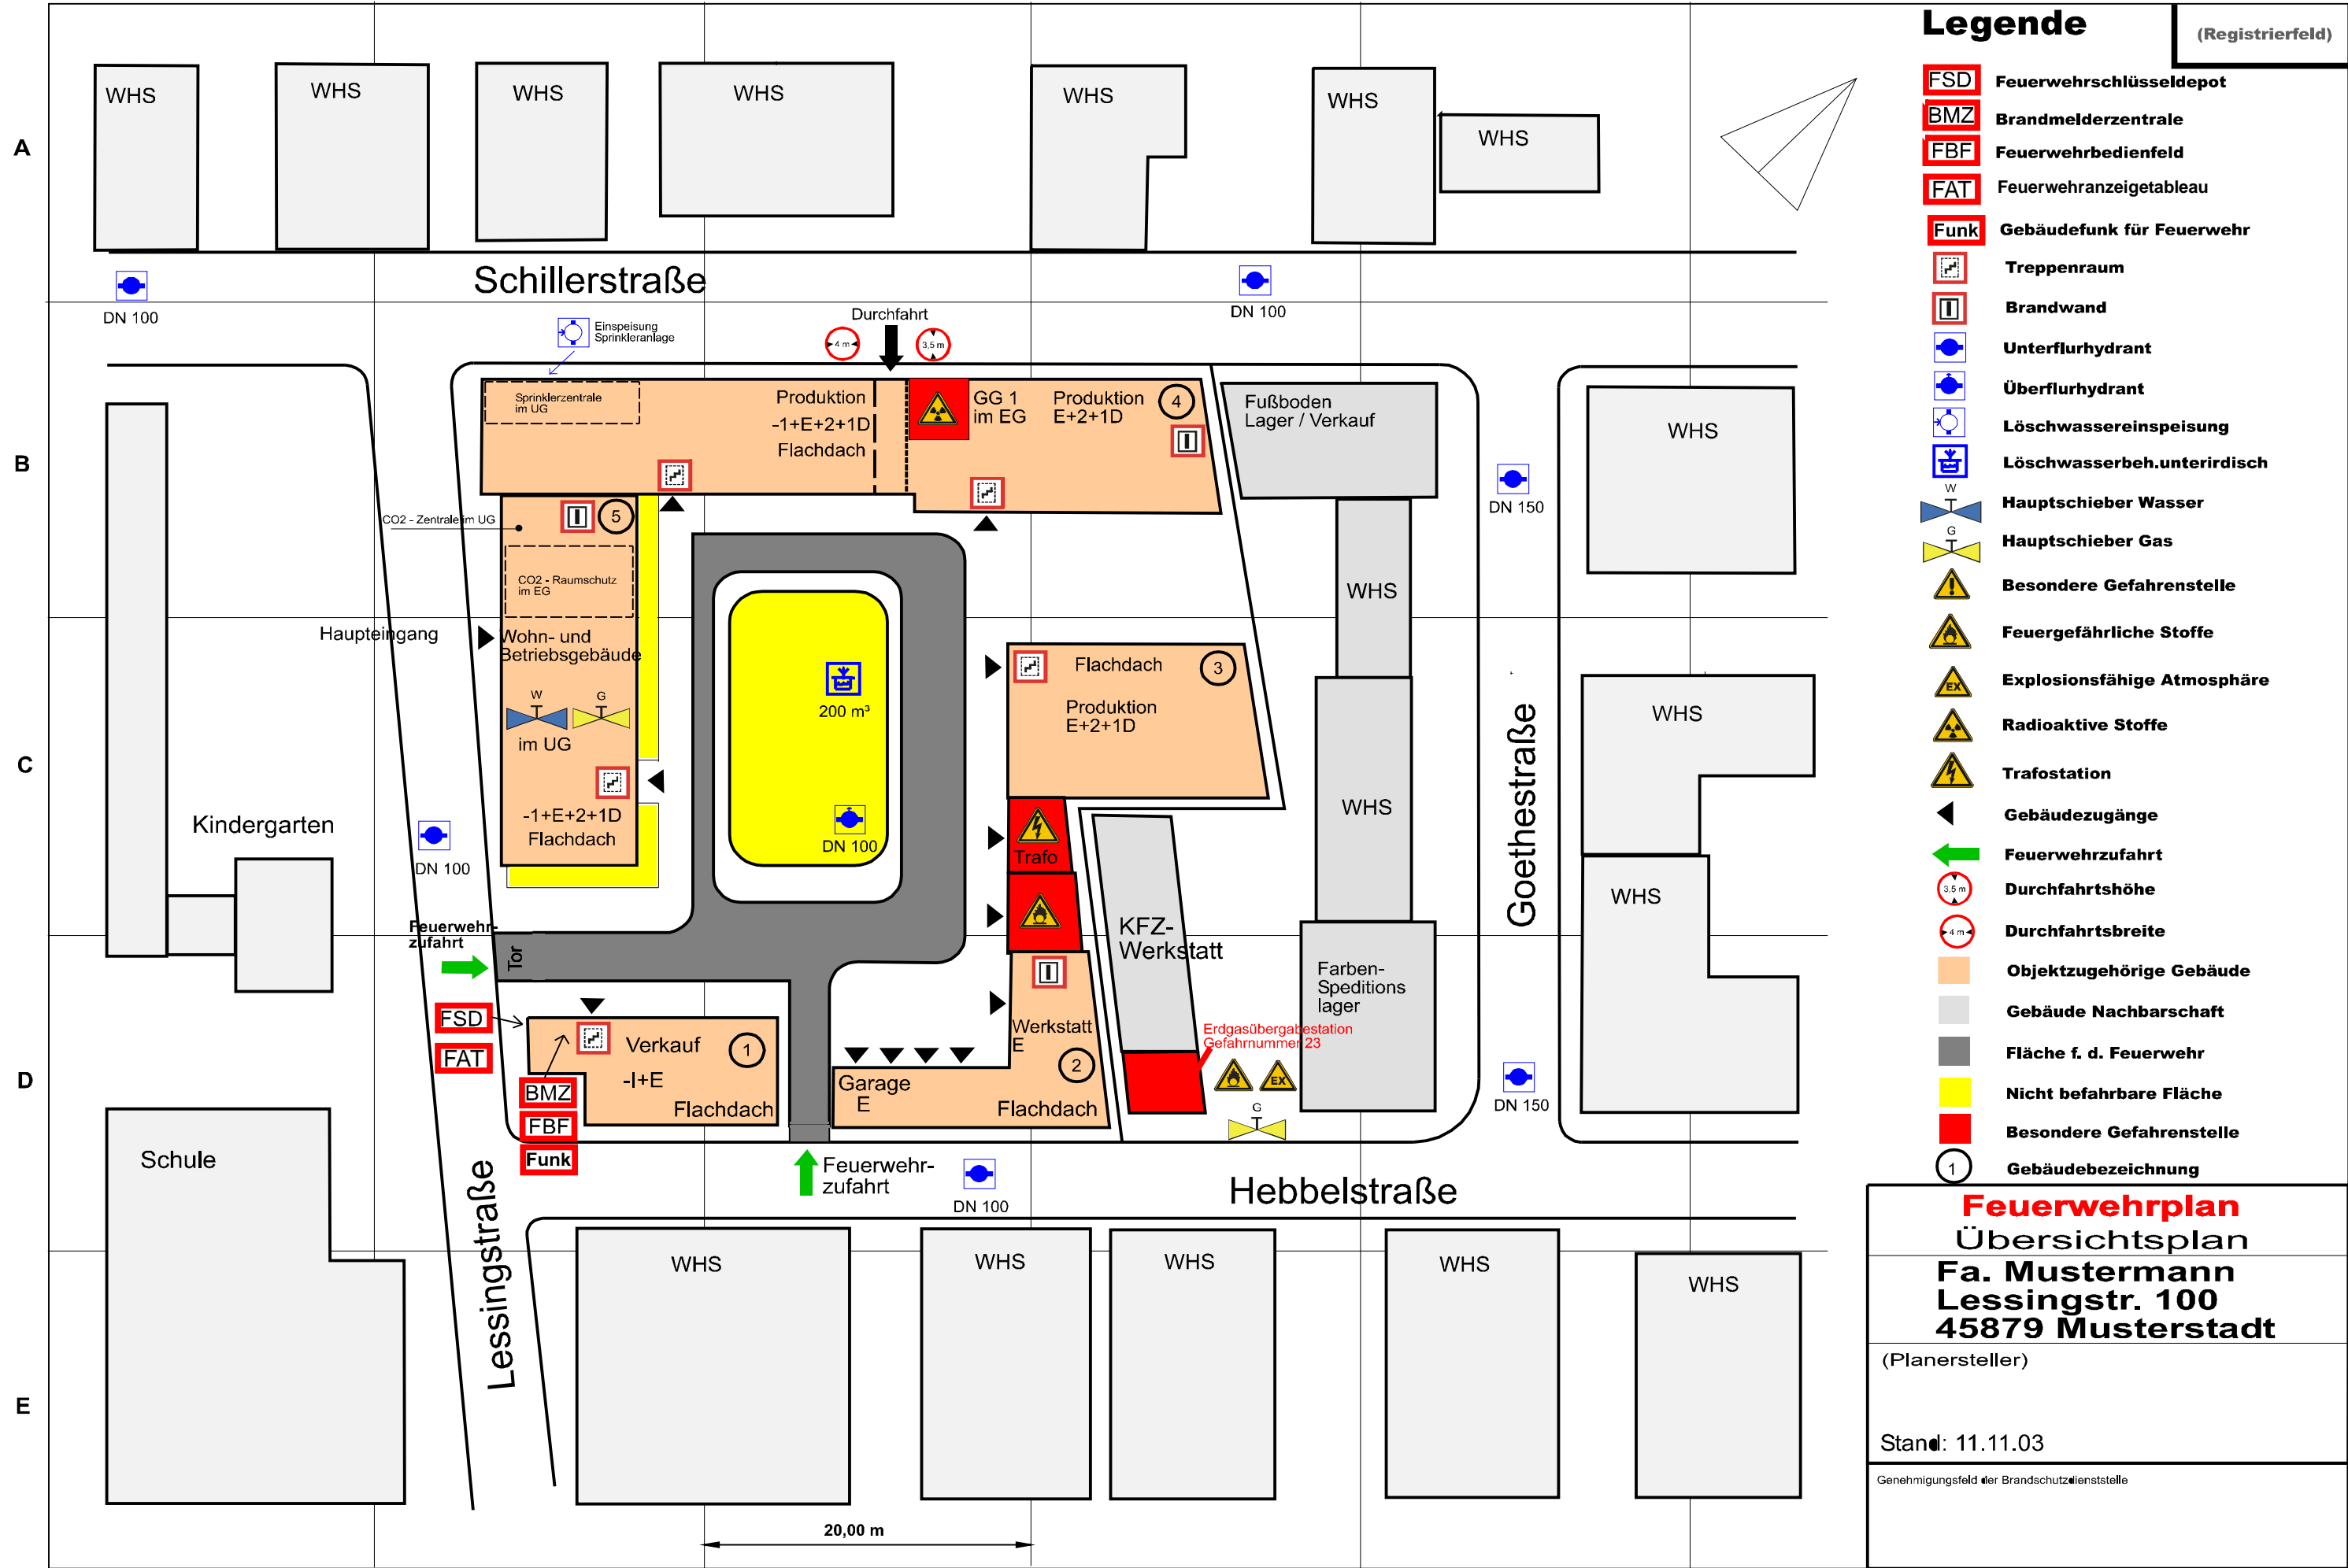 Legende
(Registrierfeld)
FSD Feuerwehrschlüsseldepot
BMZ Brandmelderzentrale
FBF Feuerwehrbedienfeld
FAT Feuerwehranzeigetableau
Funk Gebäudefunk für Feuerwehr
Treppenraum
Brandwand
Unterflurhydrant
Überflurhydrant
Löschwassereinspeisung
Löschwasserbeh.unterirdisch
W
Hauptschieber Wasser
G
Hauptschieber Gas
Besondere Gefahrenstelle
Feuergefährliche Stoffe
EX Explosionsfähige Atmosphäre
Radioaktive Stoffe
Trafostation
Gebäudezugänge
Feuerwehrzufahrt
3,5 m Durchfahrtshöhe
4 m Durchfahrtsbreite
Objektzugehörige Gebäude
Gebäude Nachbarschaft
Fläche f. d. Feuerwehr
Nicht befahrbare Fläche
Besondere Gefahrenstelle
1 Gebäudebezeichnung
Feuerwehrplan
Übersichtsplan
Fa. Mustermann
Lessingstr. 100
45879 Musterstadt
(Planersteller)
Stand: 11.11.03
Genehmigungsfeld der Brandschutzdienststelle
A
B
C
D
E
WHS
WHS
WHS
WHS
WHS
WHS
WHS
Schillerstraße
DN 100
DN 100
Einspeisung
Sprinkleranlage
Durchfahrt
4 m
3,5 m
Sprinklerzentrale
im UG
Produktion
-1+E+2+1D
Flachdach
GG 1
im EG
Produktion
E+2+1D
4
Fußboden
Lager / Verkauf
WHS
DN 150
CO2 - Zentrale im UG
5
CO2 - Raumschutz
im EG
WHS
Haupteingang
Wohn- und
Betriebsgebäude
W
G
im UG
-1+E+2+1D
Flachdach
200 m³
DN 100
Flachdach
3
Produktion
E+2+1D
Trafo
WHS
Goethestraße
WHS
WHS
Kindergarten
DN 100
Feuerwehr-
zufahrt
Tor
KFZ-
Werkstatt
Farben-
Speditions
lager
FSD
FAT
BMZ
FBF
Funk
Verkauf
1
-I+E
Flachdach
Garage
E
Werkstatt
E
2
Flachdach
Erdgasübergabestation
Gefahrnummer 23
EX
G
DN 150
Schule
Lessingstraße
Feuerwehr-
zufahrt
DN 100
Hebbelstraße
WHS
WHS
WHS
WHS
WHS
20,00 m